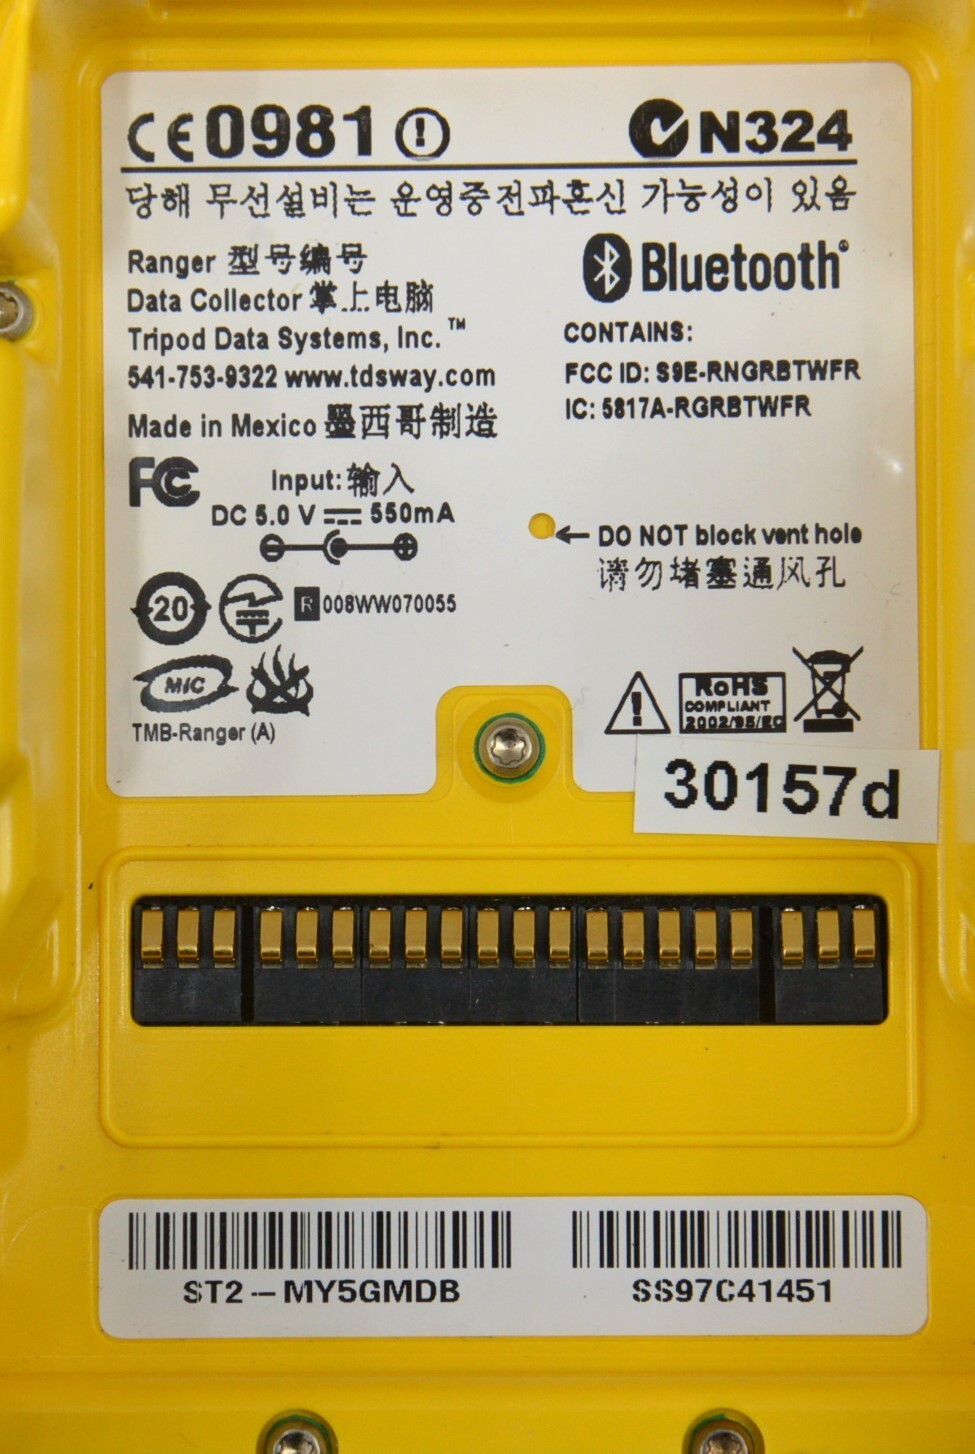 CE0981 N324
당해 무선설비는 운영중전파혼신 가능성이 있음
Ranger 型号编号
Data Collector 掌上电脑
Tripod Data Systems, Inc.™
541-753-9322 www.tdsway.com
Made in Mexico 墨西哥制造
Bluetooth®
CONTAINS:
FCC ID: S9E-RNGRBTWFR
IC: 5817A-RGRBTWFR
FC
Input:输入
DC 5.0 V ⎓ 550mA
DO NOT block vent hole
请勿堵塞通风孔
20
R 008WW070055
MIC
TMB-Ranger (A)
RoHS
COMPLIANT
2002/95/EC
30157d
ST2-MY5GMDB
SS97C41451